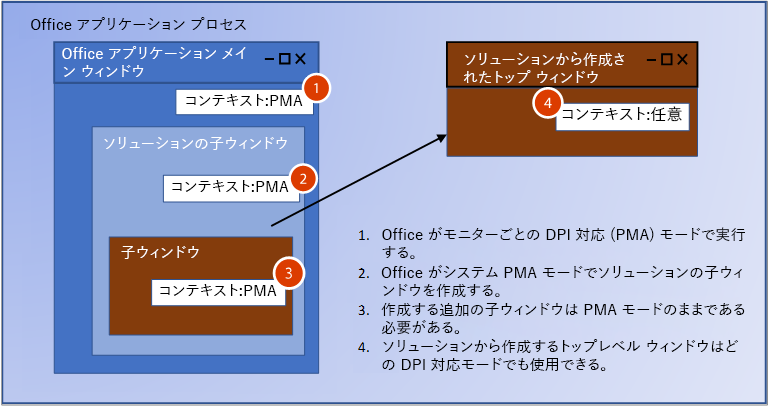 Office アプリケーション プロセス
Office アプリケーション メイ
ン ウィンドウ
コンテキスト:PMA
1
ソリューションの子ウィンドウ
コンテキスト:PMA
2
子ウィンドウ
コンテキスト:PMA
3
ソリューションから作成さ
れたトップ ウィンドウ
4
コンテキスト:任意
1. Office がモニターごとの DPI 対応 (PMA) モードで実行
する。
2. Office がシステム PMA モードでソリューションの子ウィ
ンドウを作成する。
3. 作成する追加の子ウィンドウは PMA モードのままである
必要がある。
4. ソリューションから作成するトップレベル ウィンドウはど
の DPI 対応モードでも使用できる。